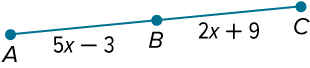 A 5x – 3 B 2x + 9 C